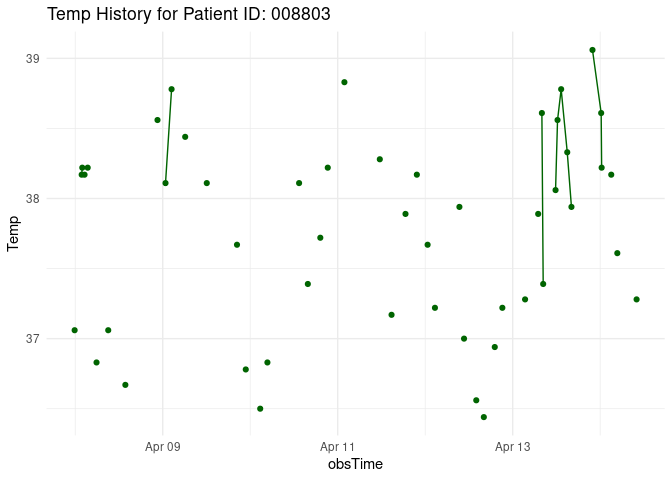 Temp History for Patient ID: 008803
39
38
37
Temp
Apr 09
Apr 11
Apr 13
obsTime